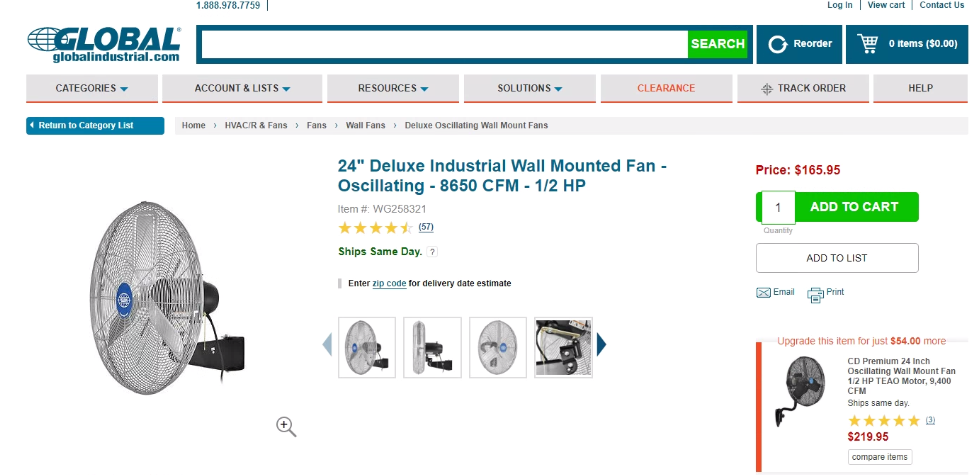 1.888.978.7759
Log In
View cart
Contact Us
GLOBAL®
globalindustrial.com
SEARCH
Reorder
0 items ($0.00)
CATEGORIES
ACCOUNT & LISTS
RESOURCES
SOLUTIONS
CLEARANCE
TRACK ORDER
HELP
Return to Category List
Home › HVAC/R & Fans › Fans › Wall Fans › Deluxe Oscillating Wall Mount Fans
24" Deluxe Industrial Wall Mounted Fan -
Oscillating - 8650 CFM - 1/2 HP
Item #: WG258321
(57)
Ships Same Day. ?
Enter zip code for delivery date estimate
Price: $165.95
1
ADD TO CART
Quantity
ADD TO LIST
Email
Print
Upgrade this item for just $54.00 more
CD Premium 24 Inch
Oscillating Wall Mount Fan
1/2 HP TEAO Motor, 9,400
CFM
Ships same day.
(3)
$219.95
compare items